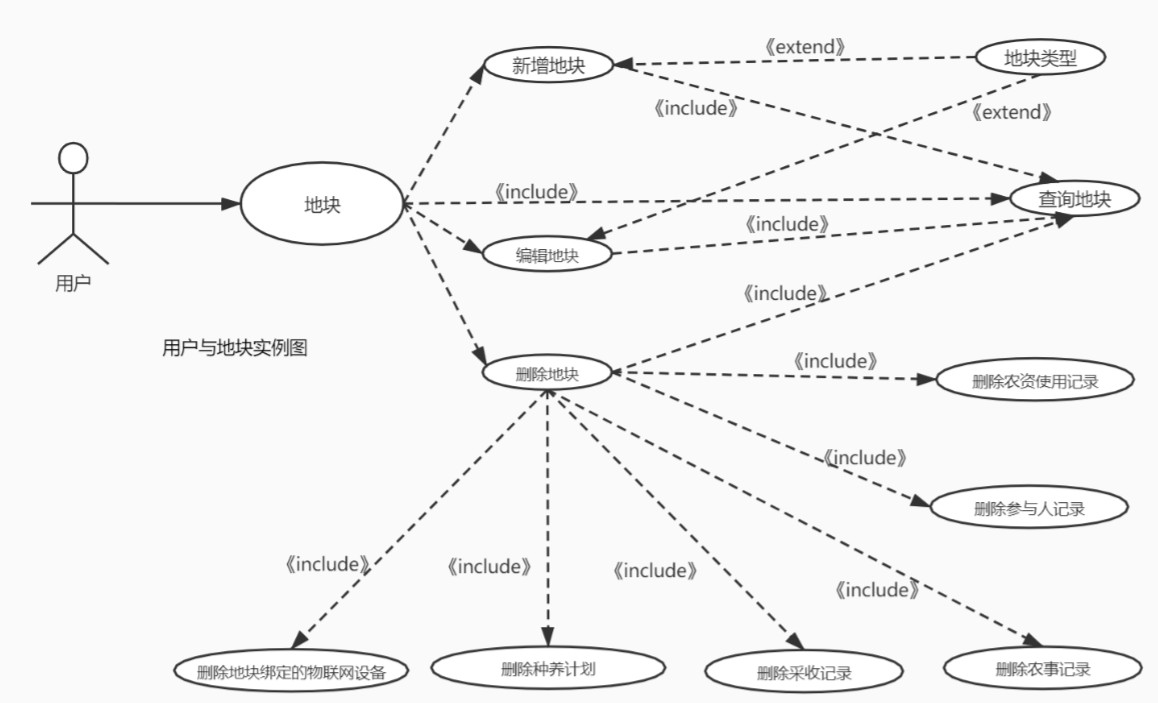 《extend》
新增地块
地块类型
《include》
《extend》
地块
《include》
查询地块
《include》
编辑地块
用户
《include》
用户与地块实例图
删除地块
《include》
删除农资使用记录
《include》
删除参与人记录
《include》
《include》
《include》
《include》
删除地块绑定的物联网设备
删除种养计划
删除采收记录
删除农事记录